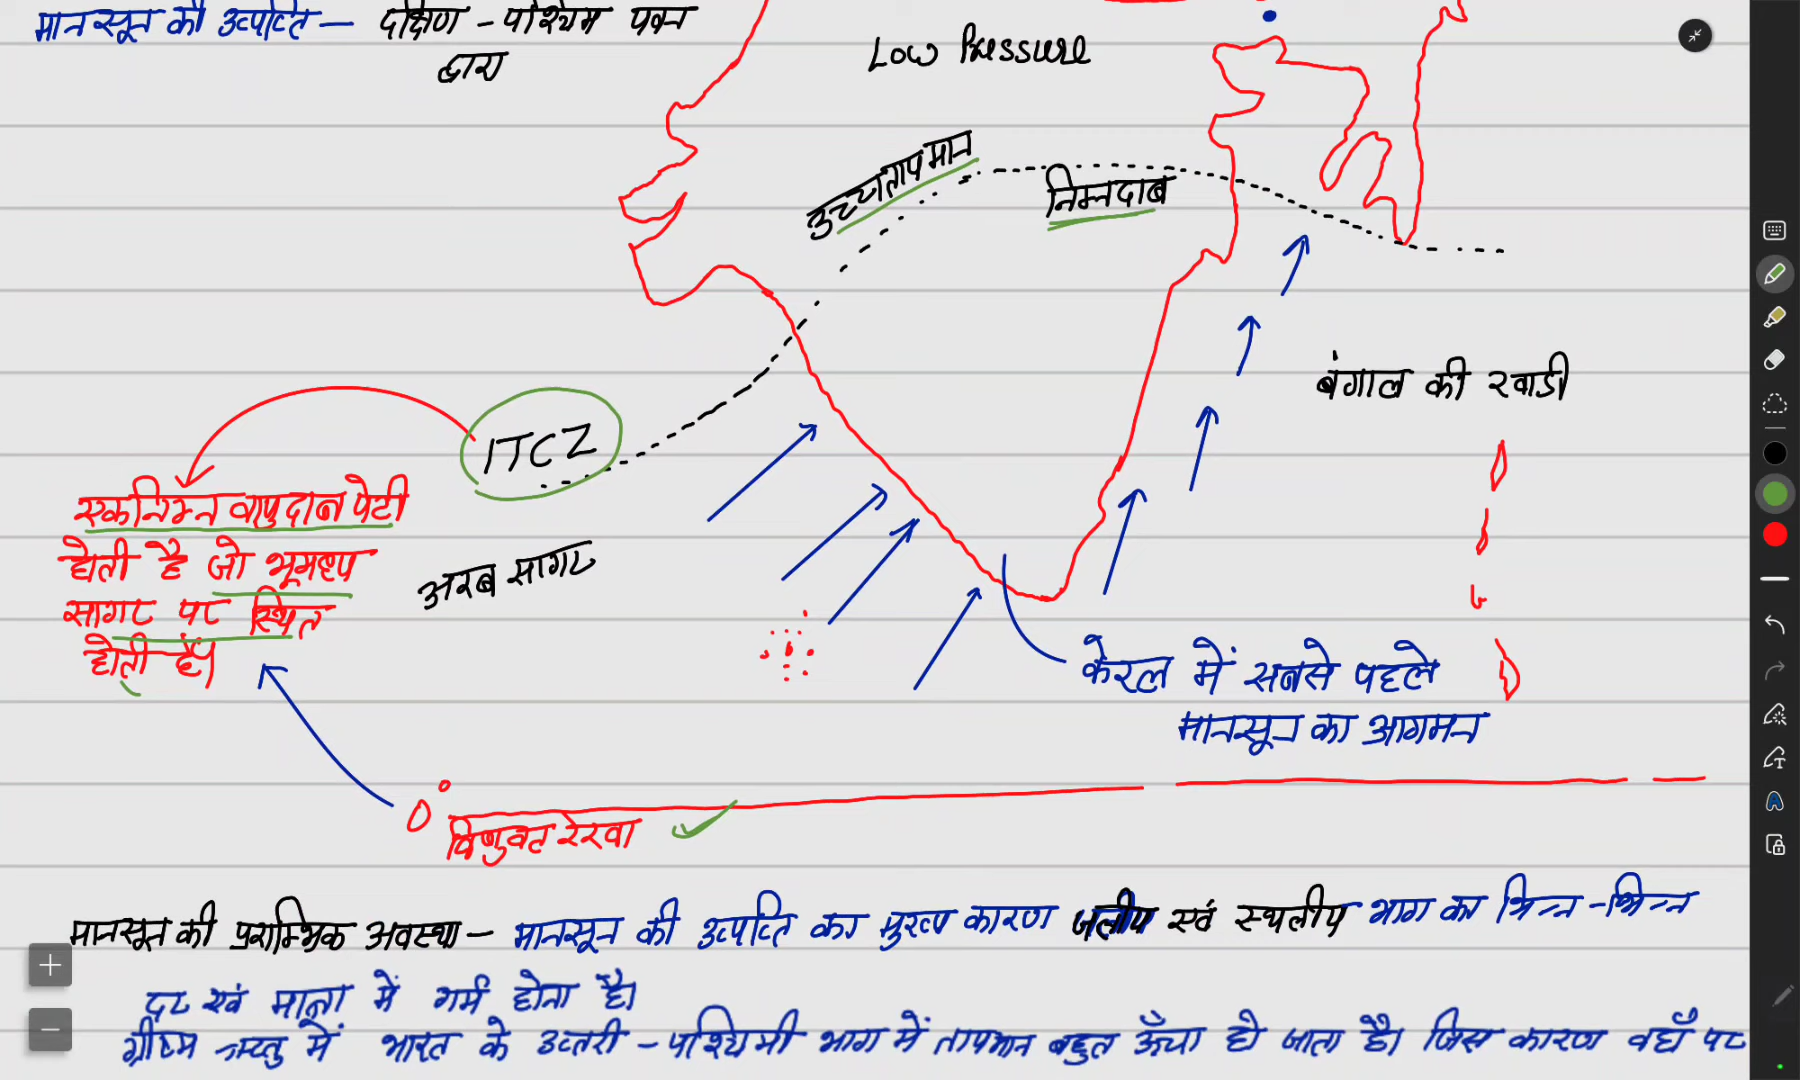 मानसून की उत्पत्ति — दक्षिण - पश्चिम पवन
द्वारा
Low Pressure
उच्च तापमान
निम्नदाब
बंगाल की खाडी
ITCZ
एक निम्न वायुदाब पेटी
होती है जो भूमध्य
सागर पर स्थित
होती है।
अरब सागर
केरल में सबसे पहले
मानसून का आगमन
0°
विषुवत रेखा
मानसून की प्रारम्भिक अवस्था — मानसून की उत्पत्ति का मुख्य कारण जलीय एवं स्थलीय भाग का भिन्न - भिन्न
दर एवं मात्रा में गर्म होना है।
ग्रीष्म ऋतु में भारत के उत्तरी - पश्चिमी भाग में तापमान बहुत ऊँचा हो जाता है। जिस कारण वहाँ पर